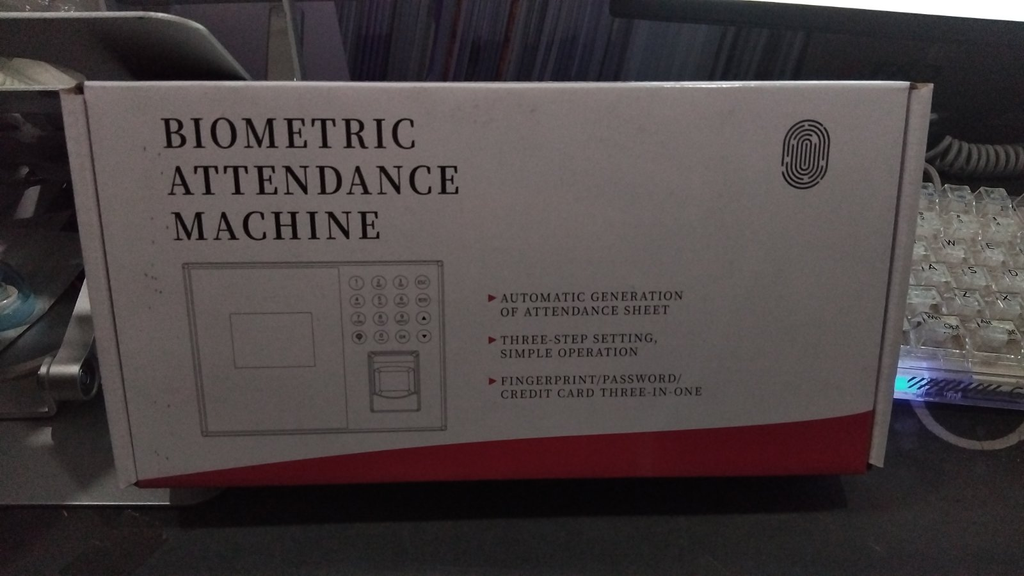 BIOMETRIC
ATTENDANCE
MACHINE
AUTOMATIC GENERATION
OF ATTENDANCE SHEET
THREE-STEP SETTING,
SIMPLE OPERATION
FINGERPRINT/PASSWORD/
CREDIT CARD THREE-IN-ONE
W E
A S D
Z X